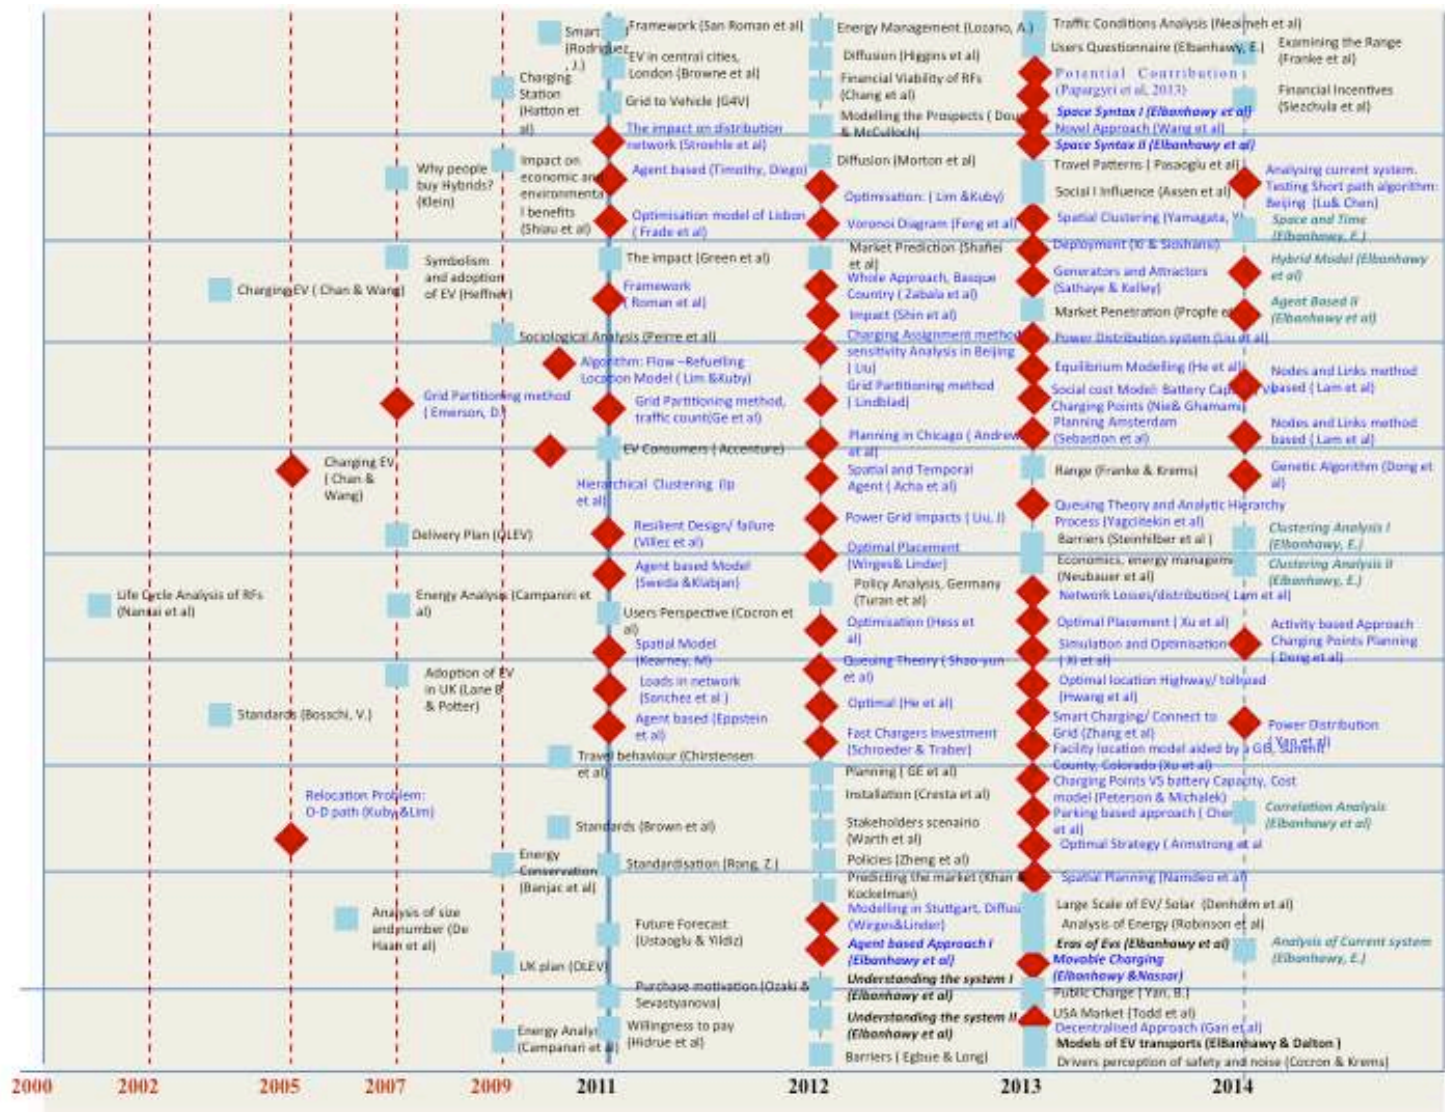 Smart
(Rodriguez
, J.)
Charging
Station
(Hatton et
al)
Why people
buy Hybrids?
(Klein)
Impact on
economic and
environmenta
l benefits
(Shiau et al)
Symbolism
and adoption
of EV (Heffner)
Charging EV ( Chan & Wang)
Sociological Analysis (Peirre et al)
Algorithm: Flow –Refuelling
Location Model ( Lim &Kuby)
Grid Partitioning method
( Emerson, D.)
Charging EV
( Chan &
Wang)
Hierarchical Clustering (Ip
et al)
Delivery Plan (OLEV)
Life Cycle Analysis of RFs
(Nansai et al)
Energy Analysis (Campaniri et
al)
Adoption of EV
in UK (Lane &
& Potter)
Standards (Bosschi, V.)
Travel behaviour (Chirstensen
et al)
Relocation Problem:
O-D path (Kuby &Lim)
Standards (Brown et al)
Energy
Conservation
(Banjac et al)
Analysis of size
and number (De
Haan et al)
UK plan (OLEV)
Energy Analy
(Campanari et al)
Framework (San Roman et al)
EV in central cities,
London (Browne et al)
Grid to Vehicle (G4V)
The impact on distribution
network (Stroehle et al)
Agent based (Timothy, Diego)
Optimisation model of Lisbon
( Frade et al)
The impact (Green et al)
Framework
( Roman et al)
Grid Partitioning method,
traffic count(Ge et al)
EV Consumers ( Accenture)
Resilient Design/ failure
(Villez et al)
Agent based Model
(Sweda &Klabjan)
Users Perspective (Cocron et
al)
Spatial Model
(Kearney, M)
Loads in network
(Sanchez et al )
Agent based (Eppstein
et al)
Standardisation (Rong, Z.)
Future Forecast
(Ustaoglu & Yildiz)
Purchase motivation (Ozaki &
Sevastyanova)
Willingness to pay
(Hidrue et al)
Energy Management (Lozano, A.)
Diffusion (Higgins et al)
Financial Viability of RFs
(Chang et al)
Modelling the Prospects ( Dou
& McCulloch)
Diffusion (Morton et al)
Optimisation: ( Lim &Kuby)
Voronoi Diagram (Feng et al)
Market Prediction (Shafiei
et al)
Whole Approach, Basque
Country ( Zabala et al)
Impact (Shin et al)
Charging Assignment method
sensitivity Analysis in Beijing
( Liu)
Grid Partitioning method
( Lindblad)
Planning in Chicago ( Andrew
et al)
Spatial and Temporal
Agent ( Acha et al)
Power Grid impacts ( Liu, J)
Optimal Placement
(Wirges& Linder)
Policy Analysis, Germany
(Turan et al)
Optimisation (Hess et
al)
Queuing Theory ( Shao-yun
et al)
Optimal (He et al)
Fast Chargers Investment
(Schroeder & Traber)
Planning ( GE et al)
Installation (Cresta et al)
Stakeholders scenairio
(Warth et al)
Policies (Zheng et al)
Predicting the market (Khan &
Kockelman)
Modelling in Stuttgart, Diffus
(Wirges&Linder)
Agent based Approach I
(Elbanhawy et al)
Understanding the system I
(Elbanhawy et al)
Understanding the system II
(Elbanhawy et al)
Barriers ( Egbue & Long)
Traffic Conditions Analysis (Neaimeh et al)
Users Questionnaire (Elbanhawy, E.)
Potential Contribution
(Papargyri et al, 2013)
Space Syntax I (Elbanhawy et al)
Novel Approach (Wang et al)
Space Syntax II (Elbanhawy et al)
Travel Patterns ( Pasaoglu et al)
Social I Influence (Axsen et al)
Spatial Clustering (Yamagata, Y)
Deployment (Xi & Sioshansi)
Generators and Attractors
(Sathaye & Kelley)
Market Penetration (Propfe et
Power Distribution system (Liu et al)
Equilibrium Modelling (He et al)
Social cost Model: Battery Capacity VS
Charging Points (Nie& Ghamami)
Planning Amsterdam
(Sebastion et al)
Range (Franke & Krems)
Queuing Theory and Analytic Hierarchy
Process (Yagcitekin et al)
Barriers (Steinhilber et al )
Economics, energy managem
(Neubauer et al)
Network Losses/distribution( Lam et al)
Optimal Placement ( Xu et al)
Simulation and Optimisation
( Xi et al)
Optimal location Highway/ tollroad
(Hwang et al)
Smart Charging/ Connect to
Grid (Zhang et al)
Facility location model aided by a GIS, Summit
County, Colorado (Xu et al)
Charging Points VS battery Capacity, Cost
model (Peterson & Michalek)
Parking based approach ( Chen
et al)
Optimal Strategy ( Armstrong et al
Spatial Planning (Namdeo et al)
Large Scale of EV/ Solar (Denholm et al)
Analysis of Energy (Robinson et al)
Eras of Evs (Elbanhawy et al)
Movable Charging
(Elbanhawy &Nassar)
Public Charge ( Yan, B.)
USA Market (Todd et al)
Decentralised Approach (Gan et al)
Models of EV transports (ElBanhawy & Dalton )
Drivers perception of safety and noise (Cocron & Krems)
Examining the Range
(Franke et al)
Financial Incentives
(Siezchula et al)
Analysing current system.
Testing Short path algorithm:
Beijing (Lu& Chen)
Space and Time
(Elbanhawy, E.)
Hybrid Model (Elbanhawy
et al)
Agent Based II
(Elbanhawy et al)
Nodes and Links method
based ( Lam et al)
Nodes and Links method
based ( Lam et al)
Genetic Algorithm (Dong et
al)
Clustering Analysis I
(Elbanhawy, E.)
Clustering Analysis II
(Elbanhawy, E.)
Activity based Approach
Charging Points Planning
( Dong et al)
Power Distribution
Correlation Analysis
(Elbanhawy et al)
Analysis of Current system
(Elbanhawy, E.)
2000 2002 2005 2007 2009 2011 2012 2013 2014